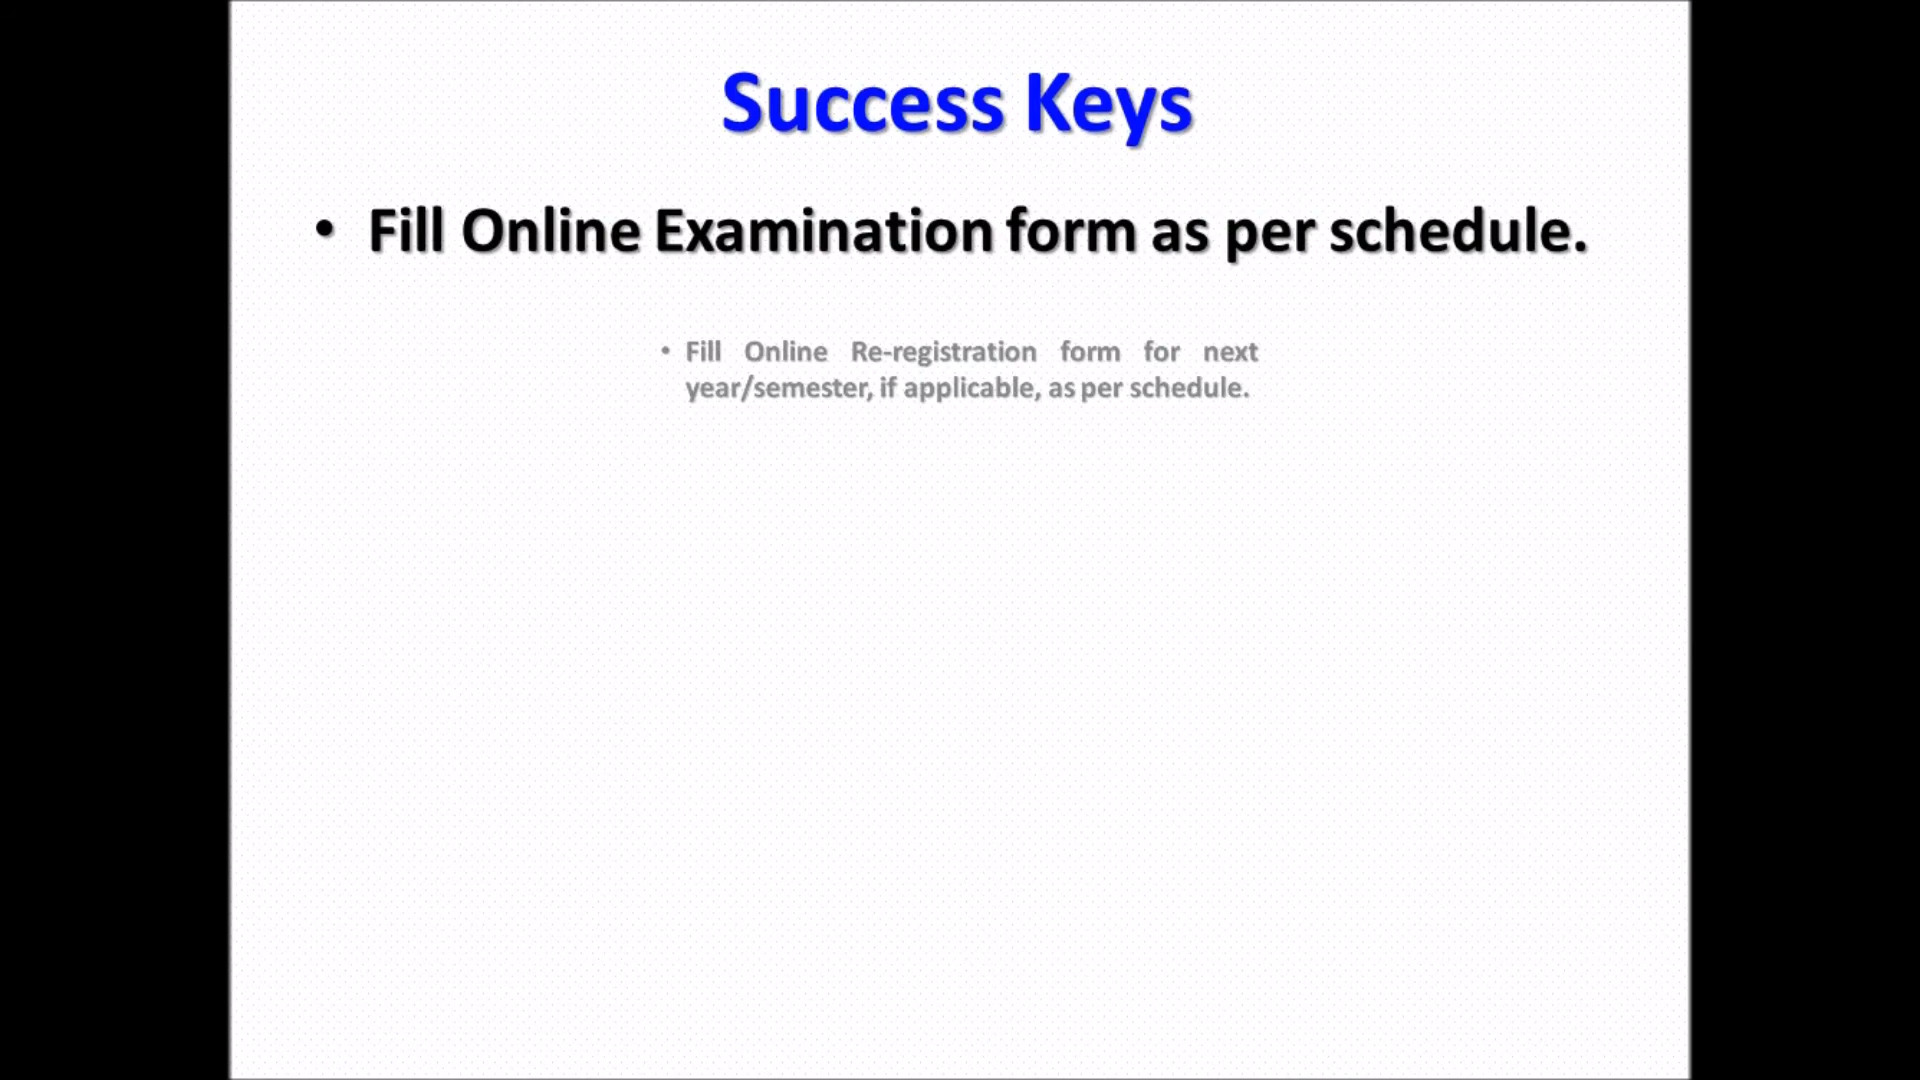 Success Keys
• Fill Online Examination form as per schedule.
• Fill Online Re-registration form for next
year/semester, if applicable, as per schedule.